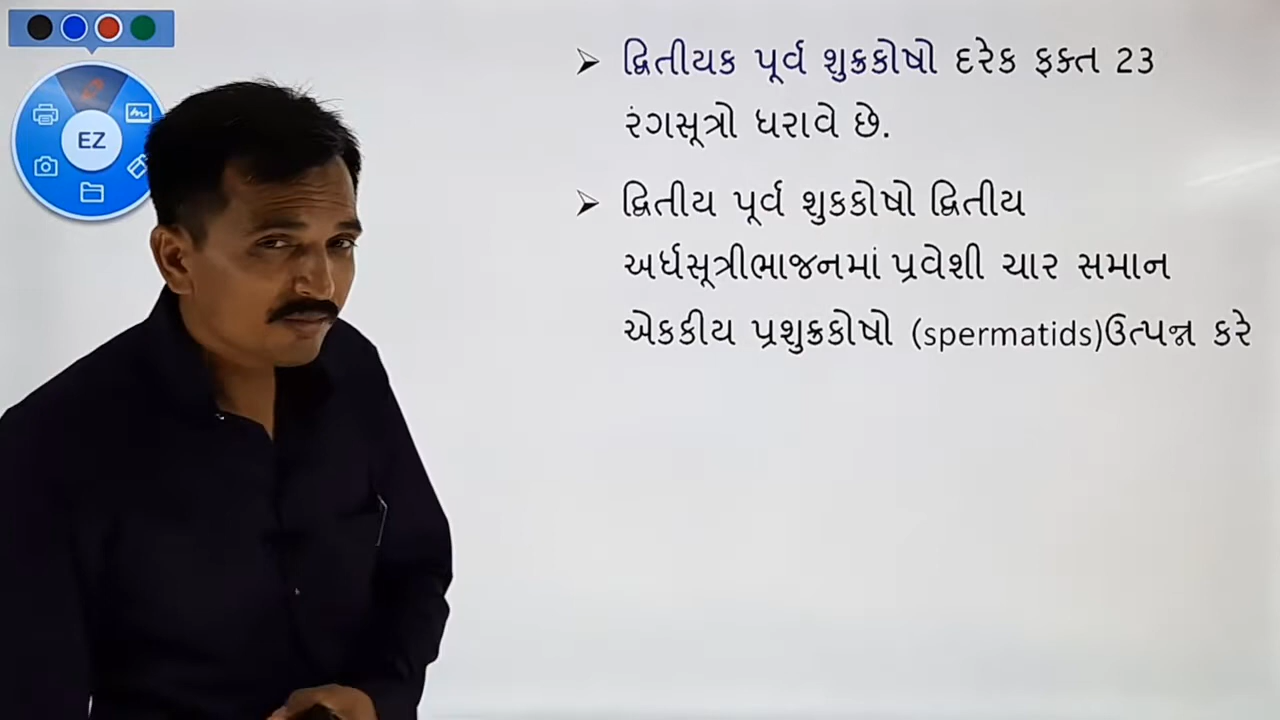 EZ
➢ દ્વિતીયક પૂર્વ શુક્રકોષો દરેક ફક્ત 23
રંગસૂત્રો ધરાવે છે.
➢ દ્વિતીય પૂર્વ શુકકોષો દ્વિતીય
અર્ધસૂત્રીભાજનમાં પ્રવેશી ચાર સમાન
એકકીય પ્રશુક્રકોષો (spermatids)ઉત્પન્ન કરે